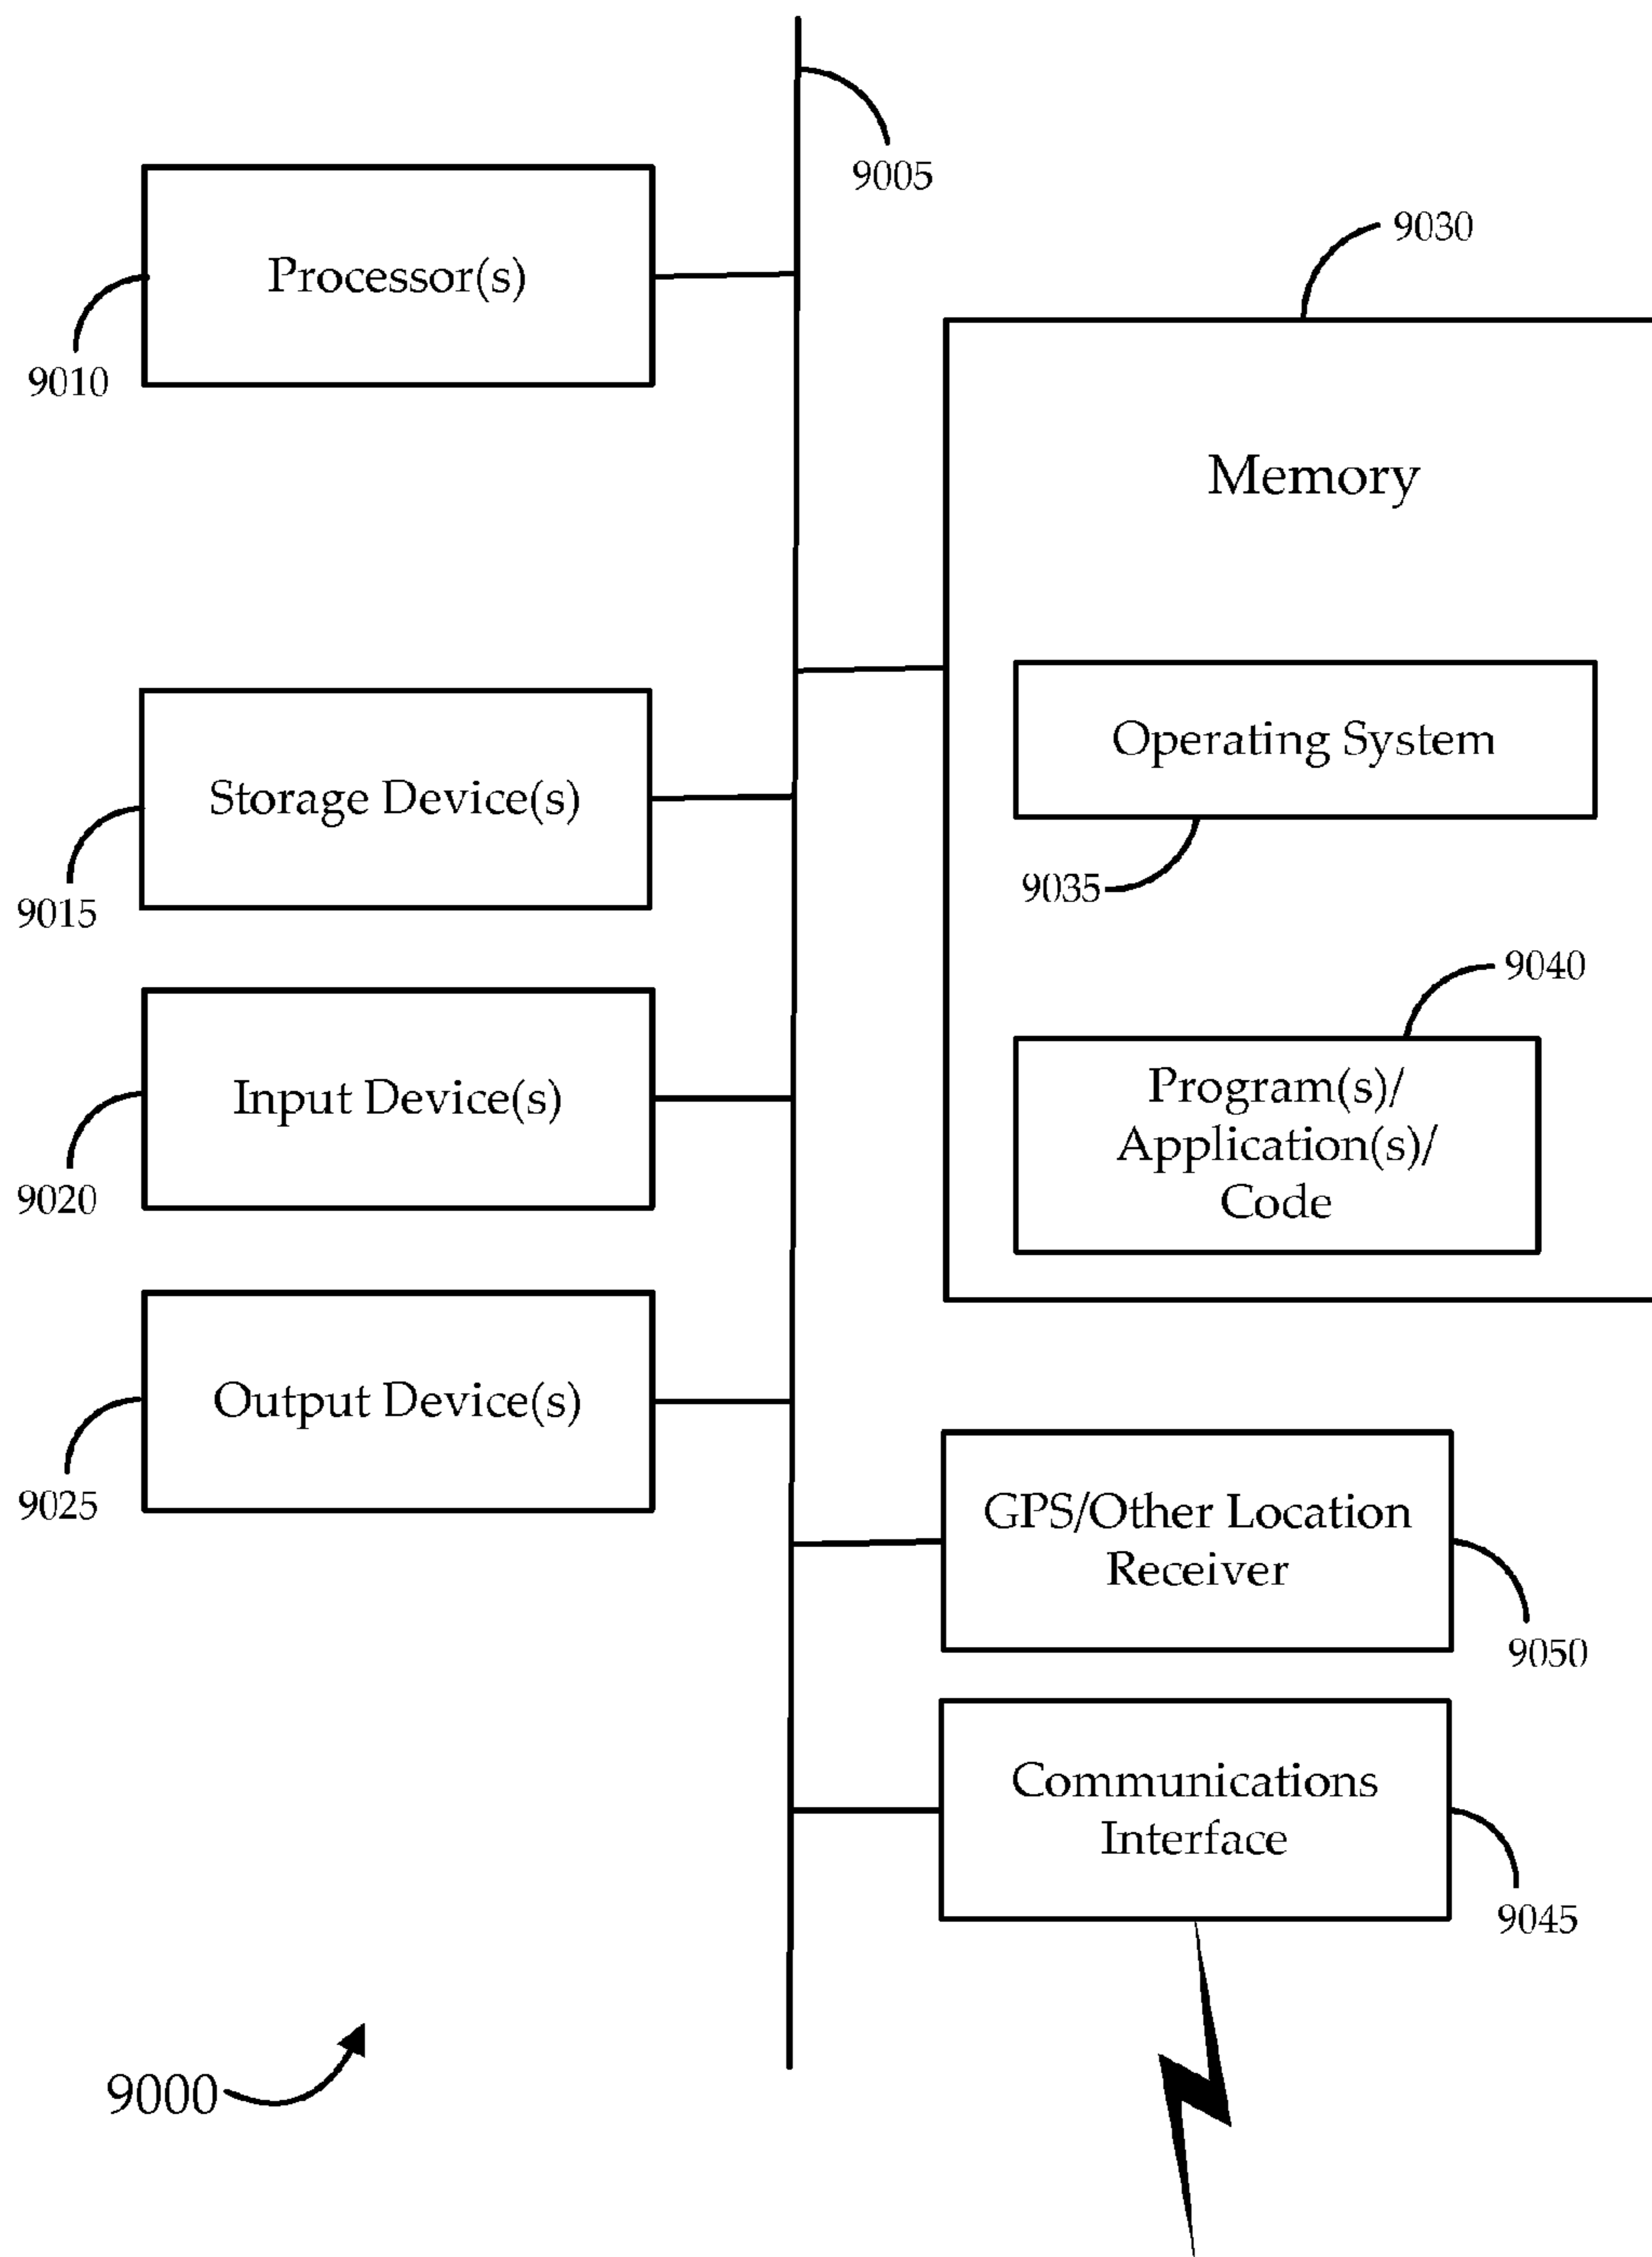 9005
9030
Processor(s)
9010
Memory
Operating System
Storage Device(s)
9035
9015
9040
Program(s)/
Application(s)/
Code
Input Device(s)
9020
Output Device(s)
9025
GPS/Other Location
Receiver
9050
Communications
Interface
9045
9000